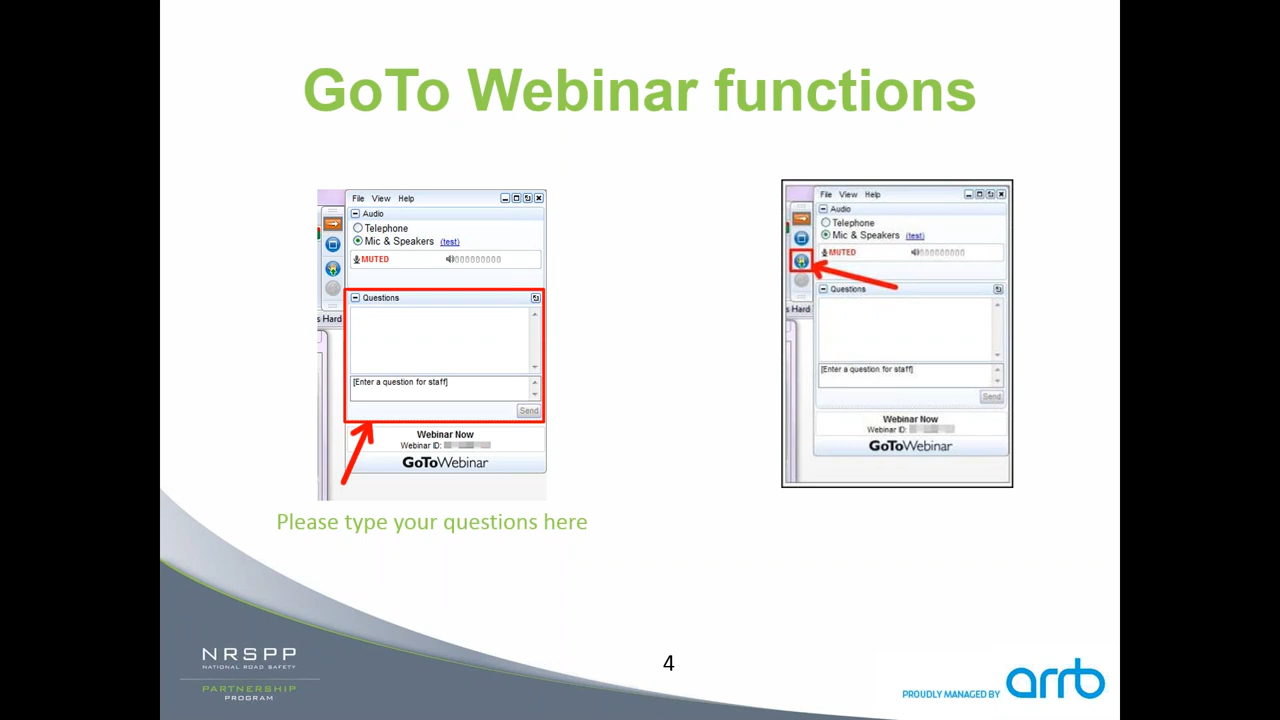 GoTo Webinar functions
File View Help
Audio
Telephone
Mic & Speakers (test)
MUTED
Questions
s Hard
[Enter a question for staff]
Send
Webinar Now
Webinar ID:
GoToWebinar
Please type your questions here
File View Help
Audio
Telephone
Mic & Speakers (test)
MUTED
Questions
s Hard
[Enter a question for staff]
Send
Webinar Now
Webinar ID:
GoToWebinar
NRSPP
NATIONAL ROAD SAFETY
PARTNERSHIP
PROGRAM
4
PROUDLY MANAGED BY arrb